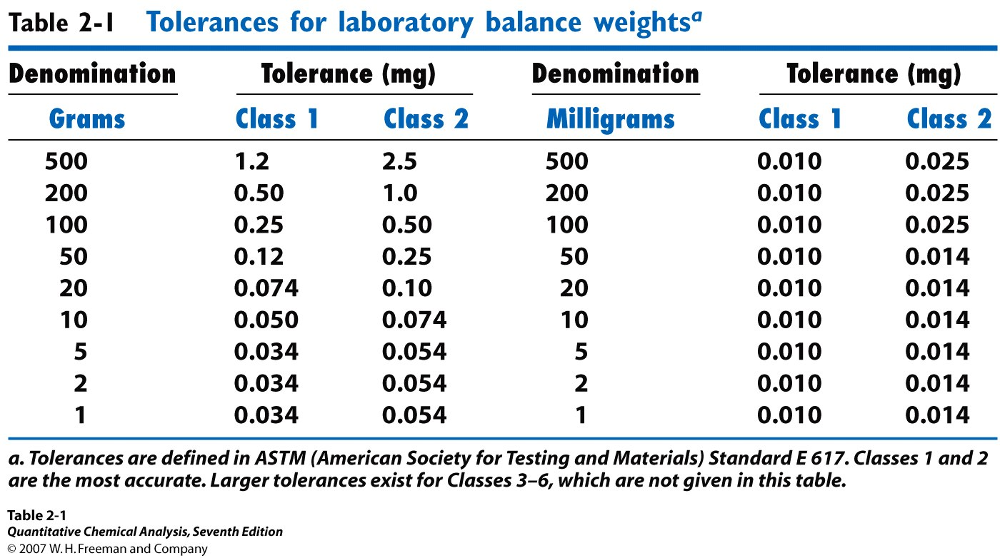 Table 2-1 Tolerances for laboratory balance weightsa
Denomination Tolerance (mg) Denomination Tolerance (mg)
Grams Class 1 Class 2 Milligrams Class 1 Class 2
500 1.2 2.5 500 0.010 0.025
200 0.50 1.0 200 0.010 0.025
100 0.25 0.50 100 0.010 0.025
50 0.12 0.25 50 0.010 0.014
20 0.074 0.10 20 0.010 0.014
10 0.050 0.074 10 0.010 0.014
5 0.034 0.054 5 0.010 0.014
2 0.034 0.054 2 0.010 0.014
1 0.034 0.054 1 0.010 0.014
a. Tolerances are defined in ASTM (American Society for Testing and Materials) Standard E 617. Classes 1 and 2
are the most accurate. Larger tolerances exist for Classes 3–6, which are not given in this table.
Table 2-1
Quantitative Chemical Analysis, Seventh Edition
© 2007 W. H. Freeman and Company